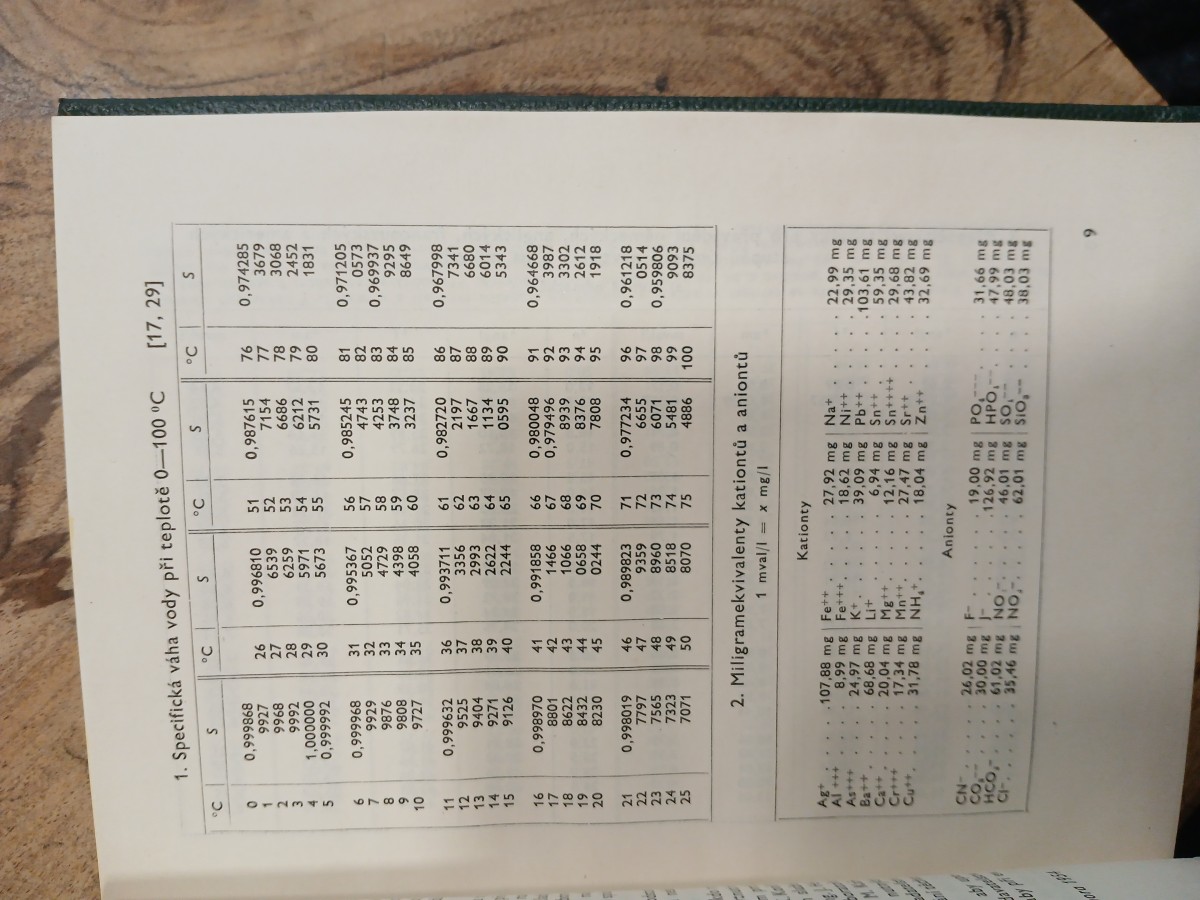 1. Specifická váha vody při teplotě 0—100 °C [17, 29]
°C S °C S °C S °C S
0 0,999868 26 0,996810 51 0,987615 76 0,974285
1 9927 27 6539 52 7154 77 3679
2 9968 28 6259 53 6686 78 3068
3 9992 29 5971 54 6212 79 2452
4 1,000000 30 5673 55 5731 80 1831
5 0,999992
6 0,999968 31 0,995367 56 0,985245 81 0,971205
7 9929 32 5052 57 4743 82 0573
8 9876 33 4729 58 4253 83 0,969937
9 9808 34 4398 59 3748 84 9295
10 9727 35 4058 60 3237 85 8649
11 0,999632 36 0,993711 61 0,982720 86 0,967998
12 9525 37 3356 62 2197 87 7341
13 9404 38 2993 63 1667 88 6680
14 9271 39 2622 64 1134 89 6014
15 9126 40 2244 65 0595 90 5343
16 0,998970 41 0,991858 66 0,980048 91 0,964668
17 8801 42 1466 67 0,979496 92 3987
18 8622 43 1066 68 8939 93 3302
19 8432 44 0658 69 8376 94 2612
20 8230 45 0244 70 7808 95 1918
21 0,998019 46 0,989823 71 0,977234 96 0,961218
22 7797 47 9359 72 6655 97 0514
23 7565 48 8960 73 6071 98 0,959806
24 7323 49 8518 74 5481 99 9093
25 7071 50 8070 75 4886 100 8375
2. Miligramekvivalenty kationtů a aniontů
1 mval/l = x mg/l
Kationty
Ag+ . . . . 107,88 mg Fe++ . . . . 27,92 mg Na+ . . . . 22,99 mg
Al+++ . . . . 8,99 mg Fe+++ . . . . 18,62 mg Ni++ . . . . 29,35 mg
As+++ . . . . 24,97 mg K+ . . . . 39,09 mg Pb++ . . . . 103,61 mg
Ba++ . . . . 68,68 mg Li+ . . . . 6,94 mg Sn++ . . . . 59,35 mg
Ca++ . . . . 20,04 mg Mg++ . . . . 12,16 mg Sn++++ . . . . 29,68 mg
Cr+++ . . . . 17,34 mg Mn++ . . . . 27,47 mg Sr++ . . . . 43,82 mg
Cu++ . . . . 31,78 mg NH₄+ . . . . 18,04 mg Zn++ . . . . 32,69 mg
Anionty
CN− . . . . 26,02 mg F− . . . . 19,00 mg PO₄−−− . . . . 31,66 mg
CO₃−− . . . . 30,00 mg J− . . . . 126,92 mg HPO₄−− . . . . 47,99 mg
HCO₃− . . . . 61,02 mg NO₂− . . . . 46,01 mg SO₄−− . . . . 48,03 mg
Cl− . . . . 35,46 mg NO₃− . . . . 62,01 mg SiO₃−− . . . . 38,03 mg
9